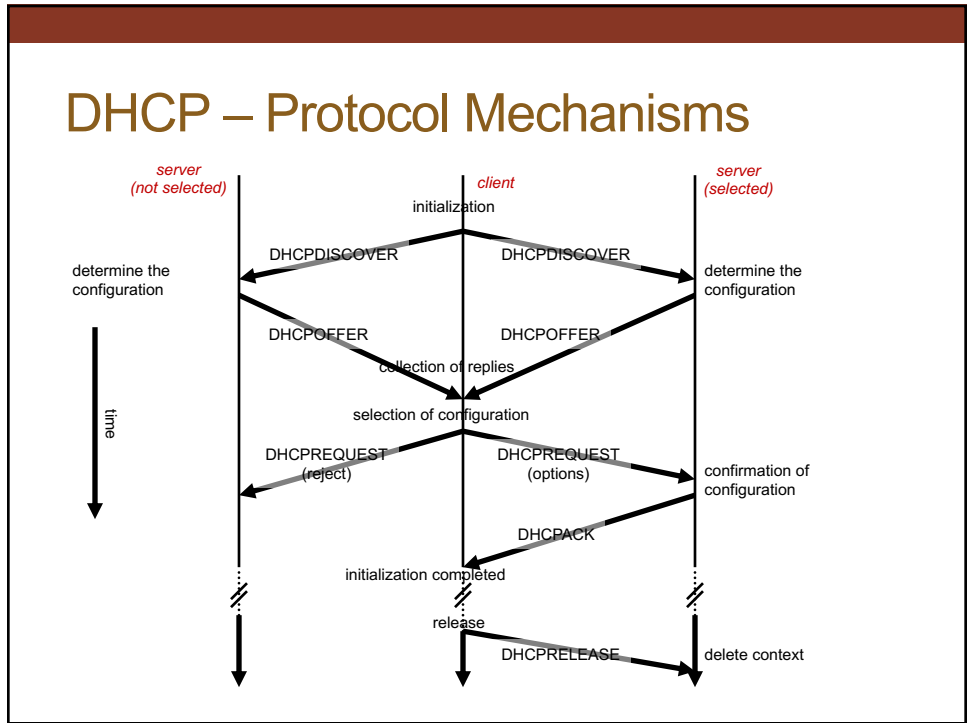 DHCP – Protocol Mechanisms
server
(not selected)
client
server
(selected)
initialization
DHCPDISCOVER
DHCPDISCOVER
determine the
configuration
determine the
configuration
DHCPOFFER
DHCPOFFER
collection of replies
time
selection of configuration
DHCPREQUEST
(reject)
DHCPREQUEST
(options)
confirmation of
configuration
DHCPACK
initialization completed
release
DHCPRELEASE
delete context